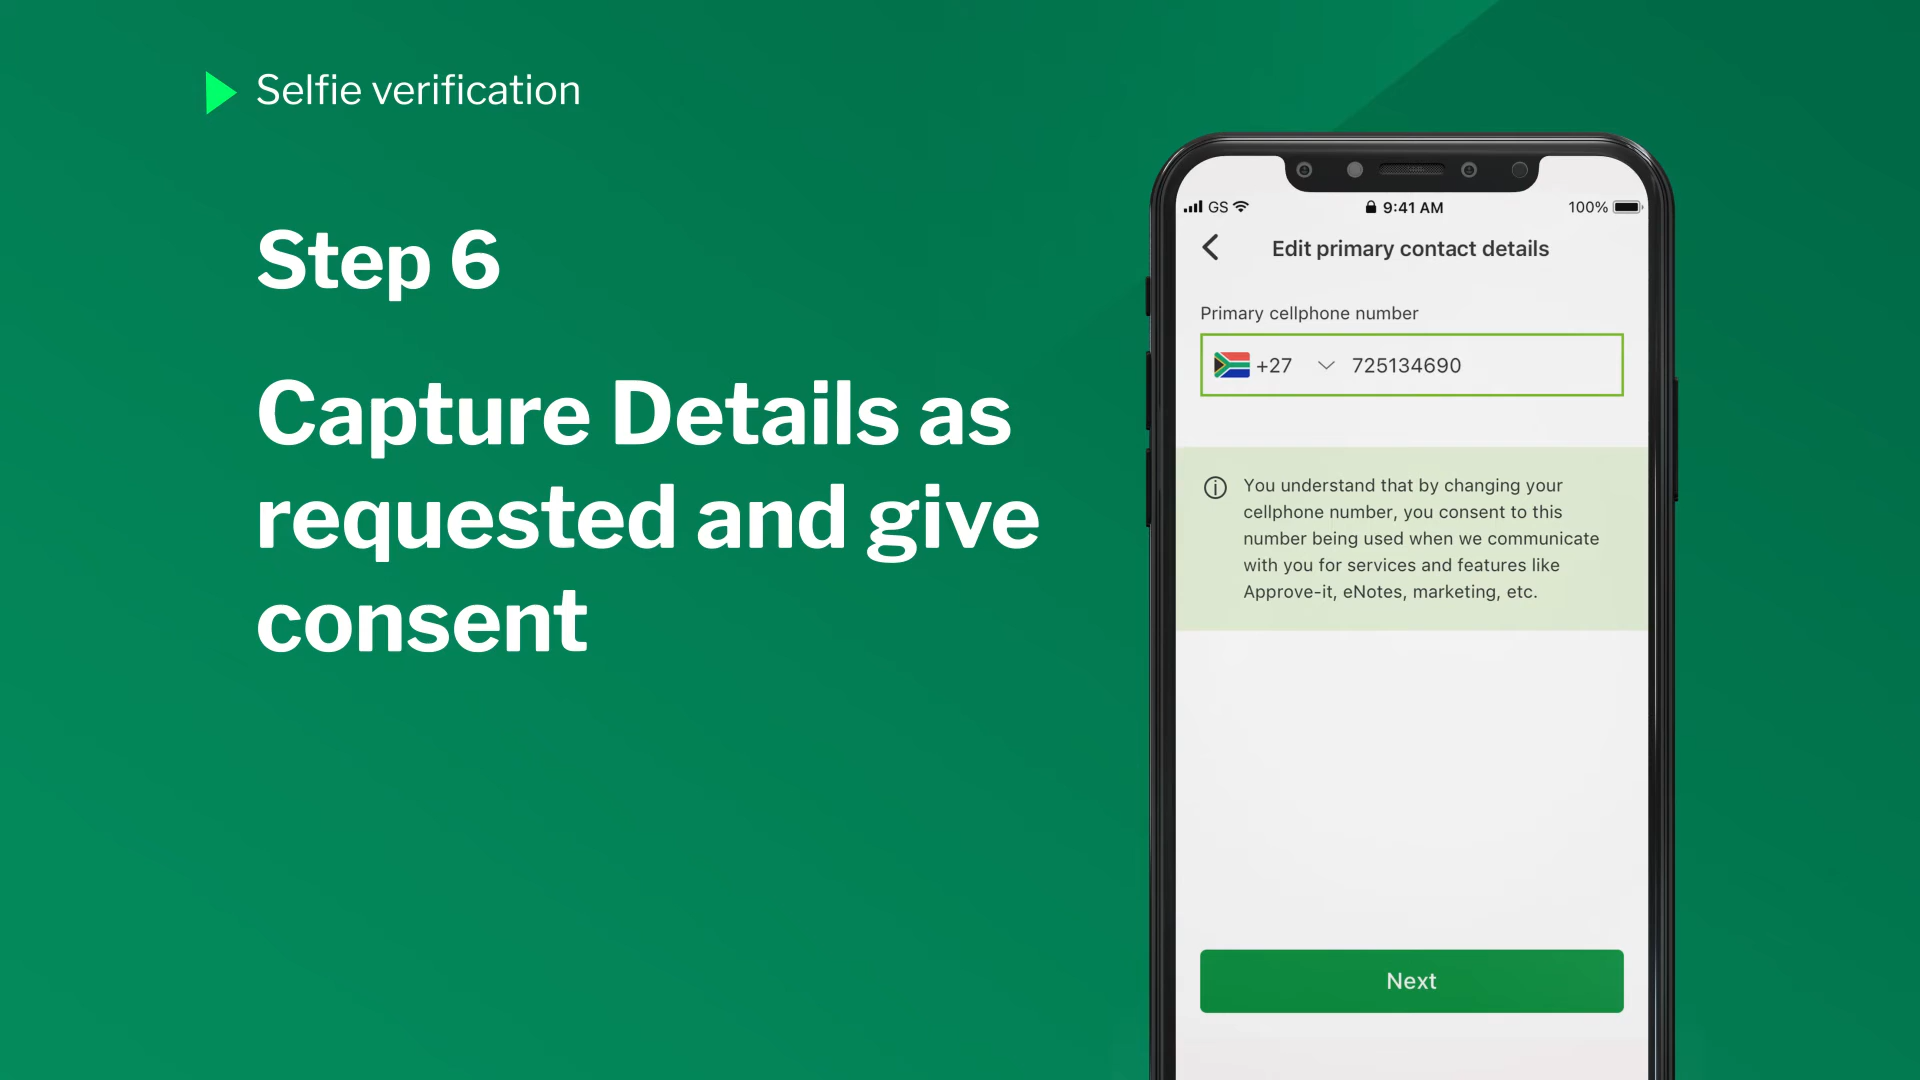 Selfie verification
Step 6
Capture Details as
requested and give
consent
GS
9:41 AM
100%
Edit primary contact details
Primary cellphone number
+27
725134690
You understand that by changing your
cellphone number, you consent to this
number being used when we communicate
with you for services and features like
Approve-it, eNotes, marketing, etc.
Next